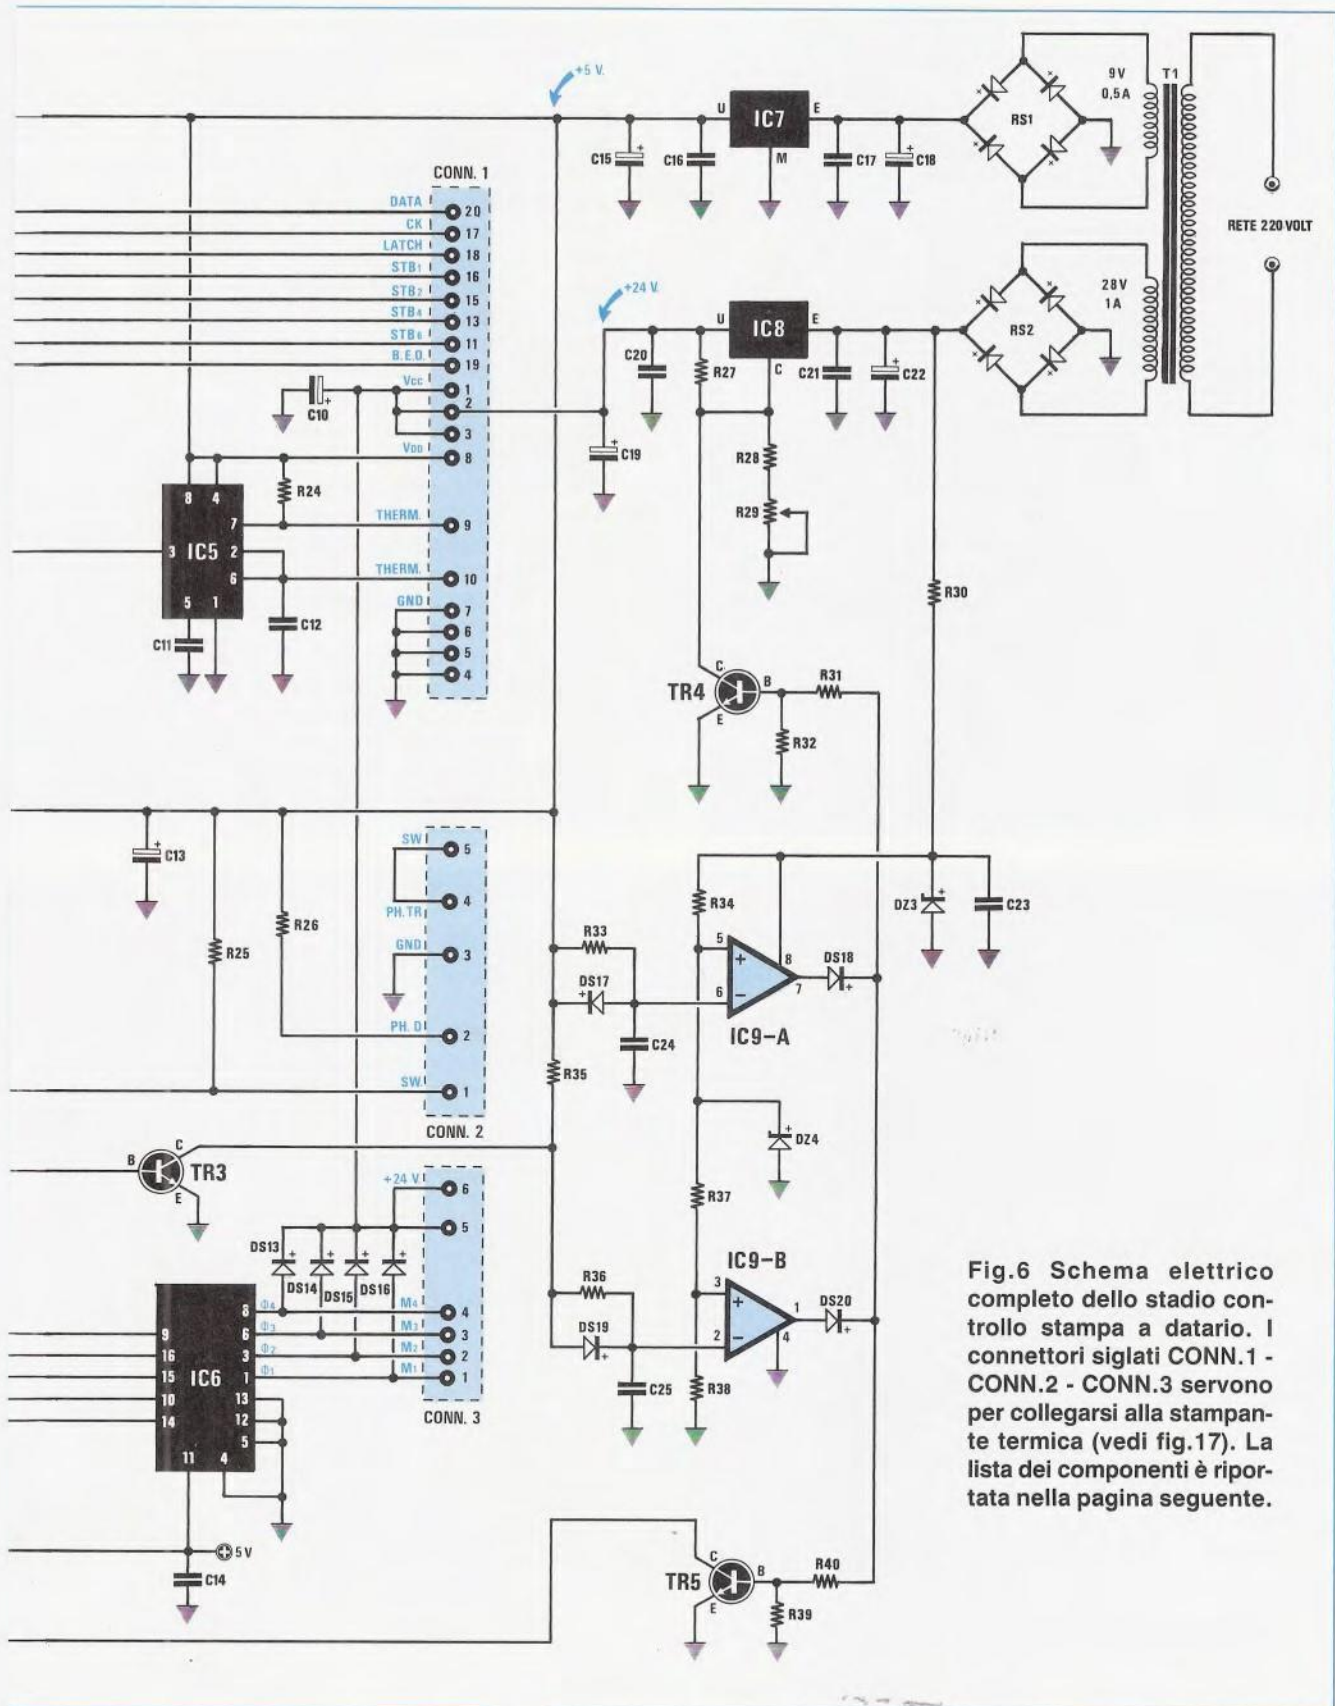 +5 V.
U
IC7
E
M
C15
+
C16
C17
C18
+
RS1
9V
0,5A
T1
RETE 220 VOLT
CONN. 1
DATA
20
CK
17
LATCH
18
STB1
16
STB2
15
STB4
13
STB6
11
B.E.O.
19
Vcc
1
2
3
VDD
8
C10
+
+24 V.
U
IC8
E
C
C20
R27
C21
C22
+
RS2
28V
1A
C19
+
R28
R29
R30
8
4
R24
7
THERM.
9
3
IC5
2
6
THERM.
10
5
1
C11
C12
GND
7
6
5
4
TR4
C
B
E
R31
R32
C13
+
R25
R26
SW
5
4
PH. TR
GND
3
PH. D
2
SW.
1
CONN. 2
R33
DS17
+
C24
R34
5
+
6
-
8
7
DS18
+
IC9-A
DZ3
+
C23
R35
DZ4
+
R37
B
C
TR3
E
+24 V
6
5
DS13
+
DS14
+
DS15
+
DS16
+
8
Φ4
M4
4
6
Φ3
M3
3
3
Φ2
M2
2
1
Φ1
M1
1
CONN. 3
9
16
15
10
14
IC6
13
12
5
11
4
R36
DS19
+
C25
R38
IC9-B
3
+
2
-
1
4
DS20
+
5 V
C14
+
TR5
C
B
E
R40
R39
Fig.6 Schema elettrico
completo dello stadio con-
trollo stampa a datario. I
connettori siglati CONN.1 -
CONN.2 - CONN.3 servono
per collegarsi alla stampan-
te termica (vedi fig.17). La
lista dei componenti è ripor-
tata nella pagina seguente.